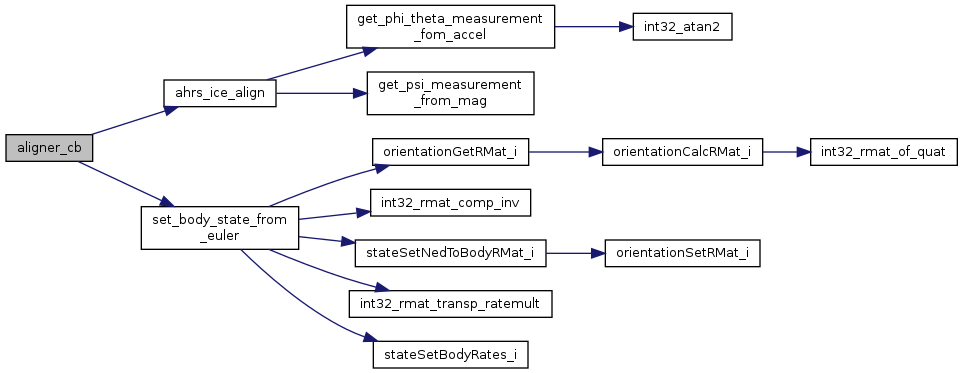 get_phi_theta_measurement
_fom_accel
int32_atan2
ahrs_ice_align
get_psi_measurement
_from_mag
aligner_cb
orientationGetRMat_i
orientationCalcRMat_i
int32_rmat_of_quat
int32_rmat_comp_inv
set_body_state_from
_euler
stateSetNedToBodyRMat_i
orientationSetRMat_i
int32_rmat_transp_ratemult
stateSetBodyRates_i